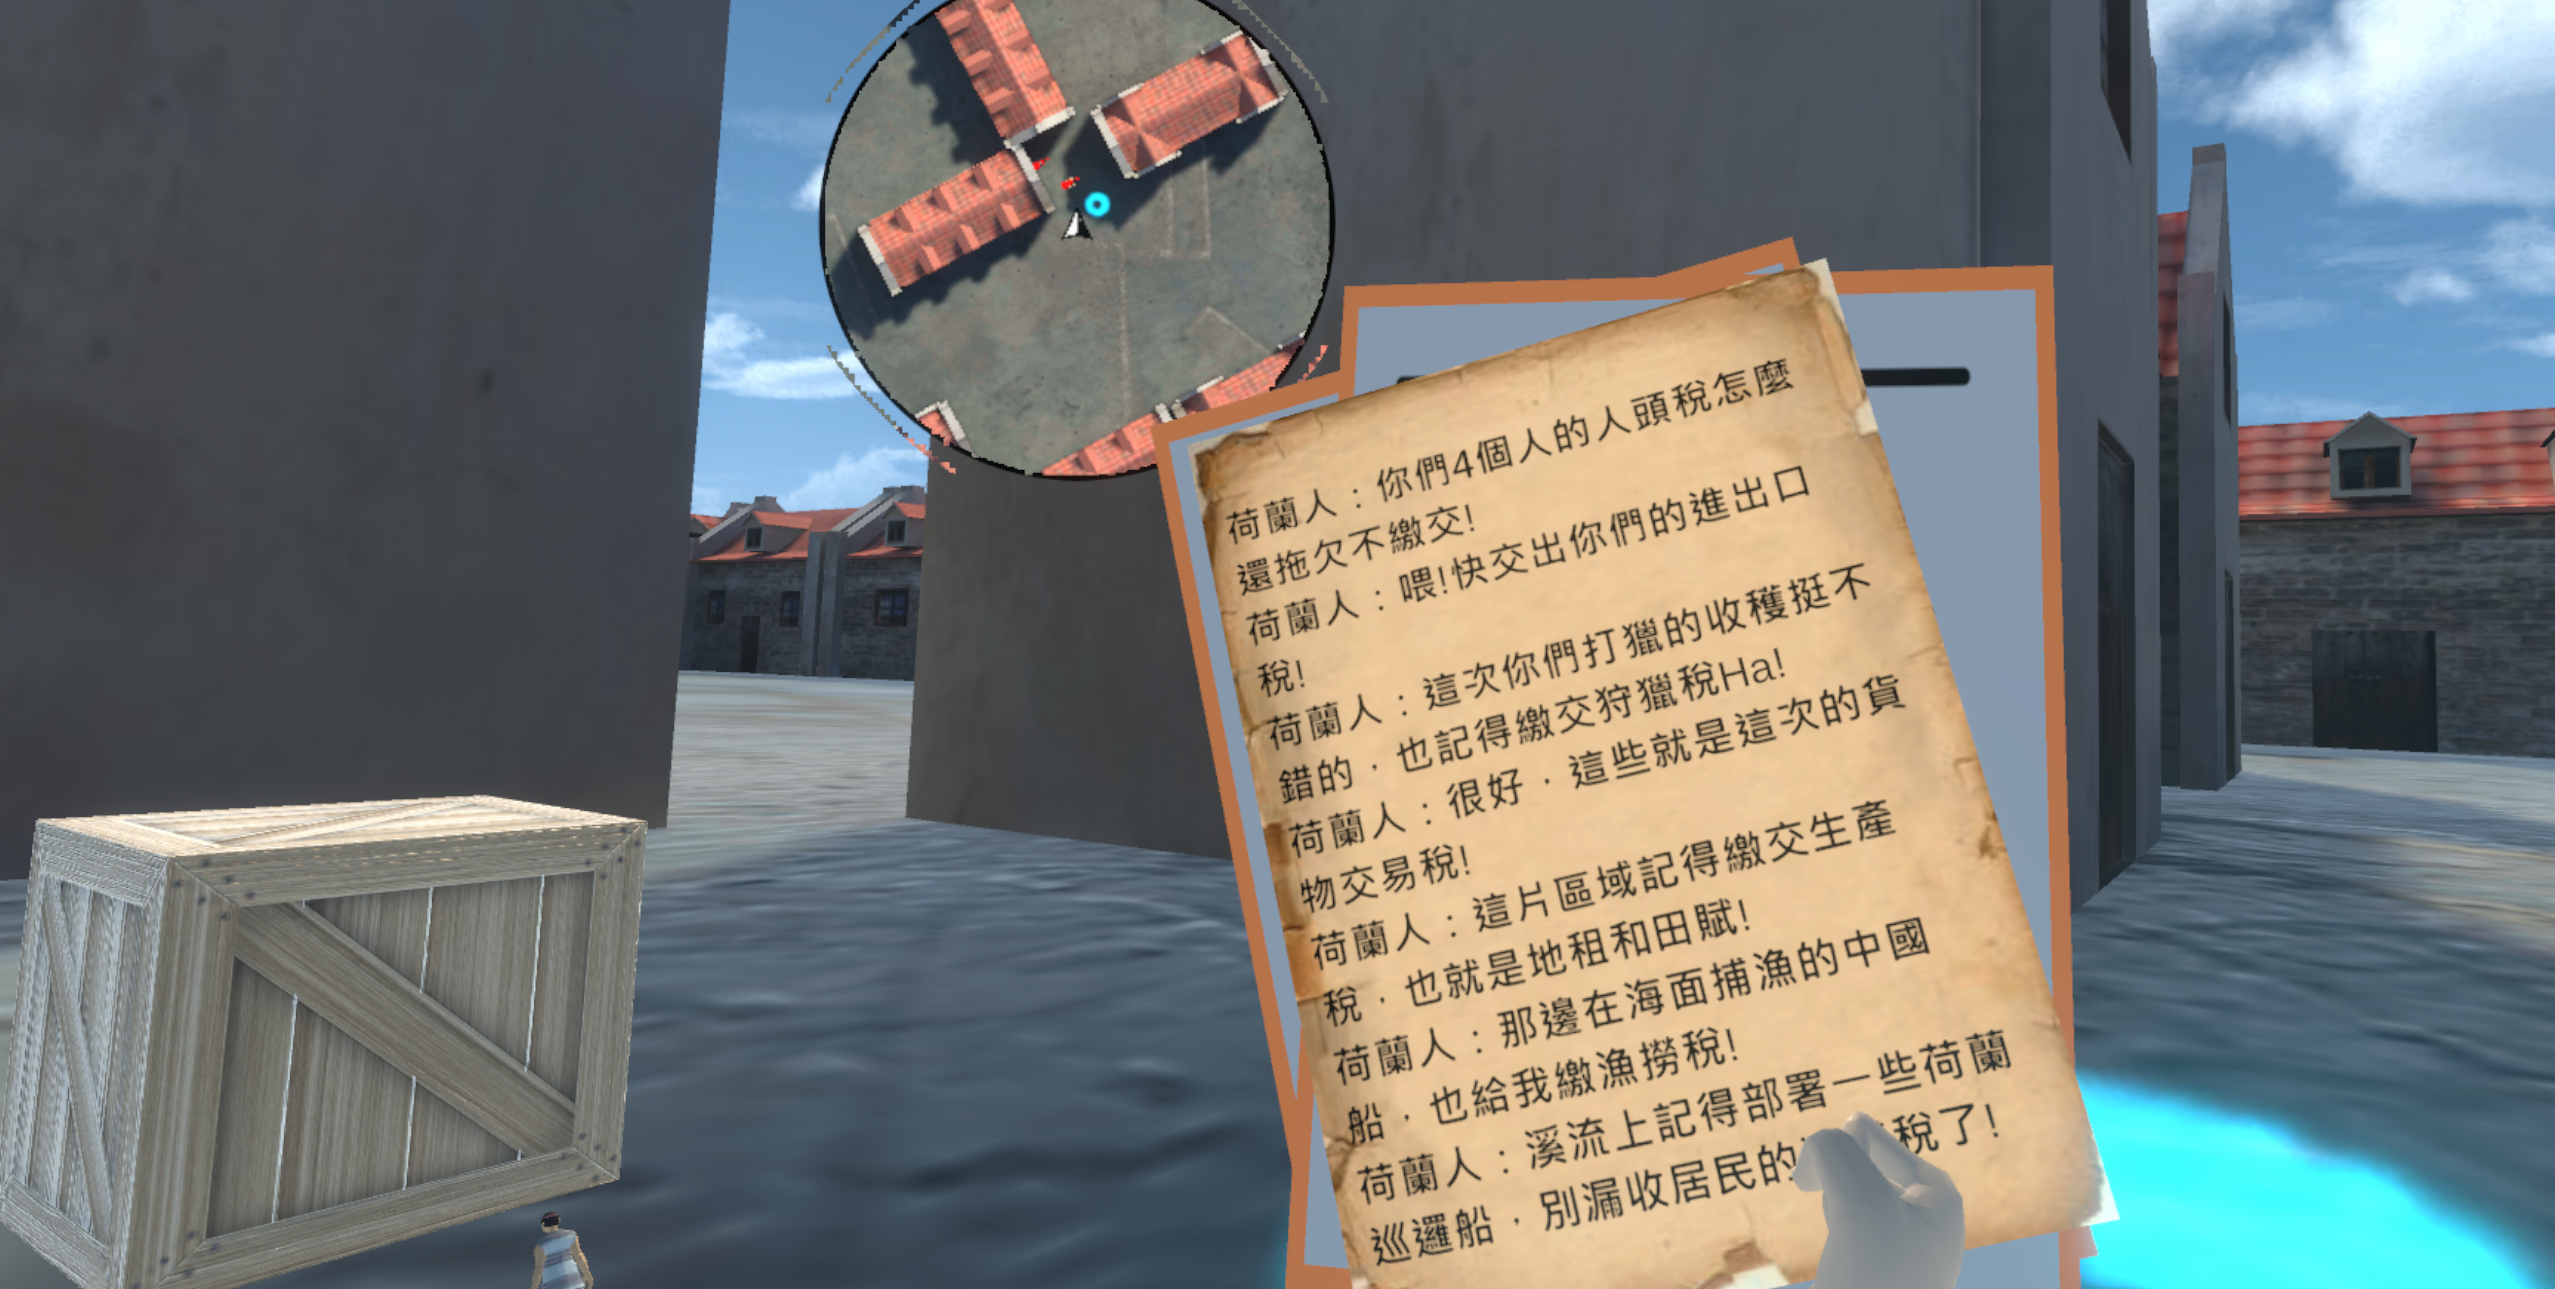 荷蘭人：你們4個人的人頭稅怎麼
還拖欠不繳交!
荷蘭人：喂!快交出你們的進出口
稅!
荷蘭人：這次你們打獵的收穫挺不
錯的，也記得繳交狩獵稅Ha!
荷蘭人：很好，這些就是這次的貨
物交易稅!
荷蘭人：這片區域記得繳交生產
稅，也就是地租和田賦!
荷蘭人：那邊在海面捕漁的中國
船，也給我繳漁撈稅!
荷蘭人：溪流上記得部署一些荷蘭
巡邏船，別漏收居民的 稅了!